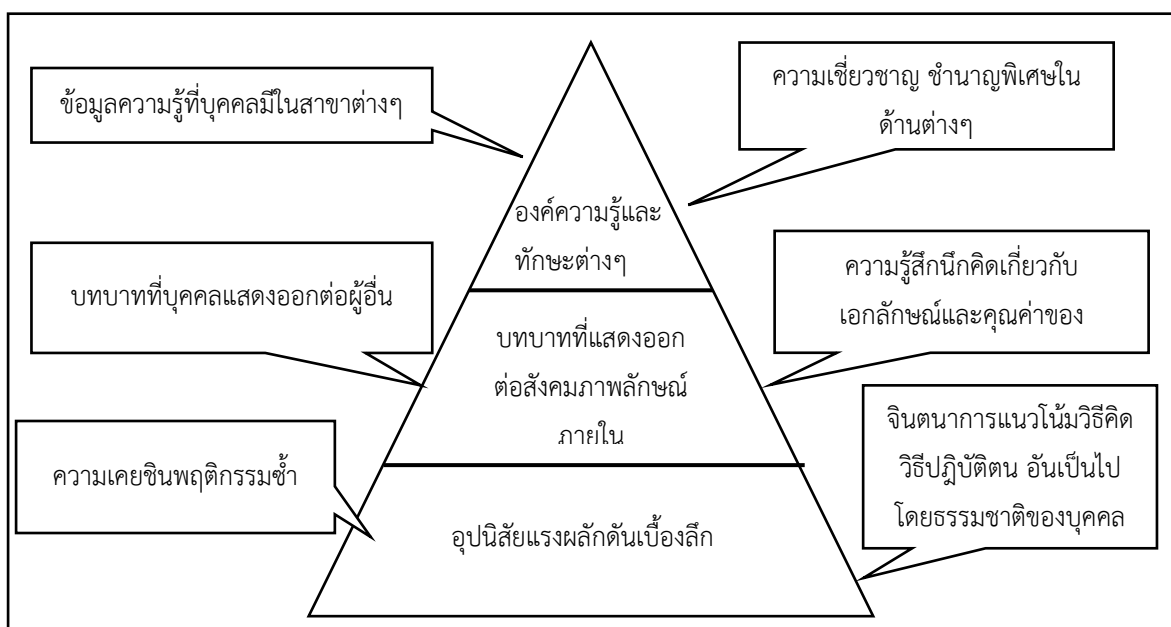 ข้อมูลความรู้ที่บุคคลมีในสาขาต่างๆ
ความเชี่ยวชาญ ชำนาญพิเศษใน
ด้านต่างๆ
องค์ความรู้และ
ทักษะต่างๆ
บทบาทที่บุคคลแสดงออกต่อผู้อื่น
ความรู้สึกนึกคิดเกี่ยวกับ
เอกลักษณ์และคุณค่าของ
บทบาทที่แสดงออก
ต่อสังคมภาพลักษณ์
ภายใน
ความเคยชินพฤติกรรมซ้ำ
จินตนาการแนวโน้มวิธีคิด
วิธีปฎิบัติตน อันเป็นไป
โดยธรรมชาติของบุคคล
อุปนิสัยแรงผลักดันเบื้องลึก